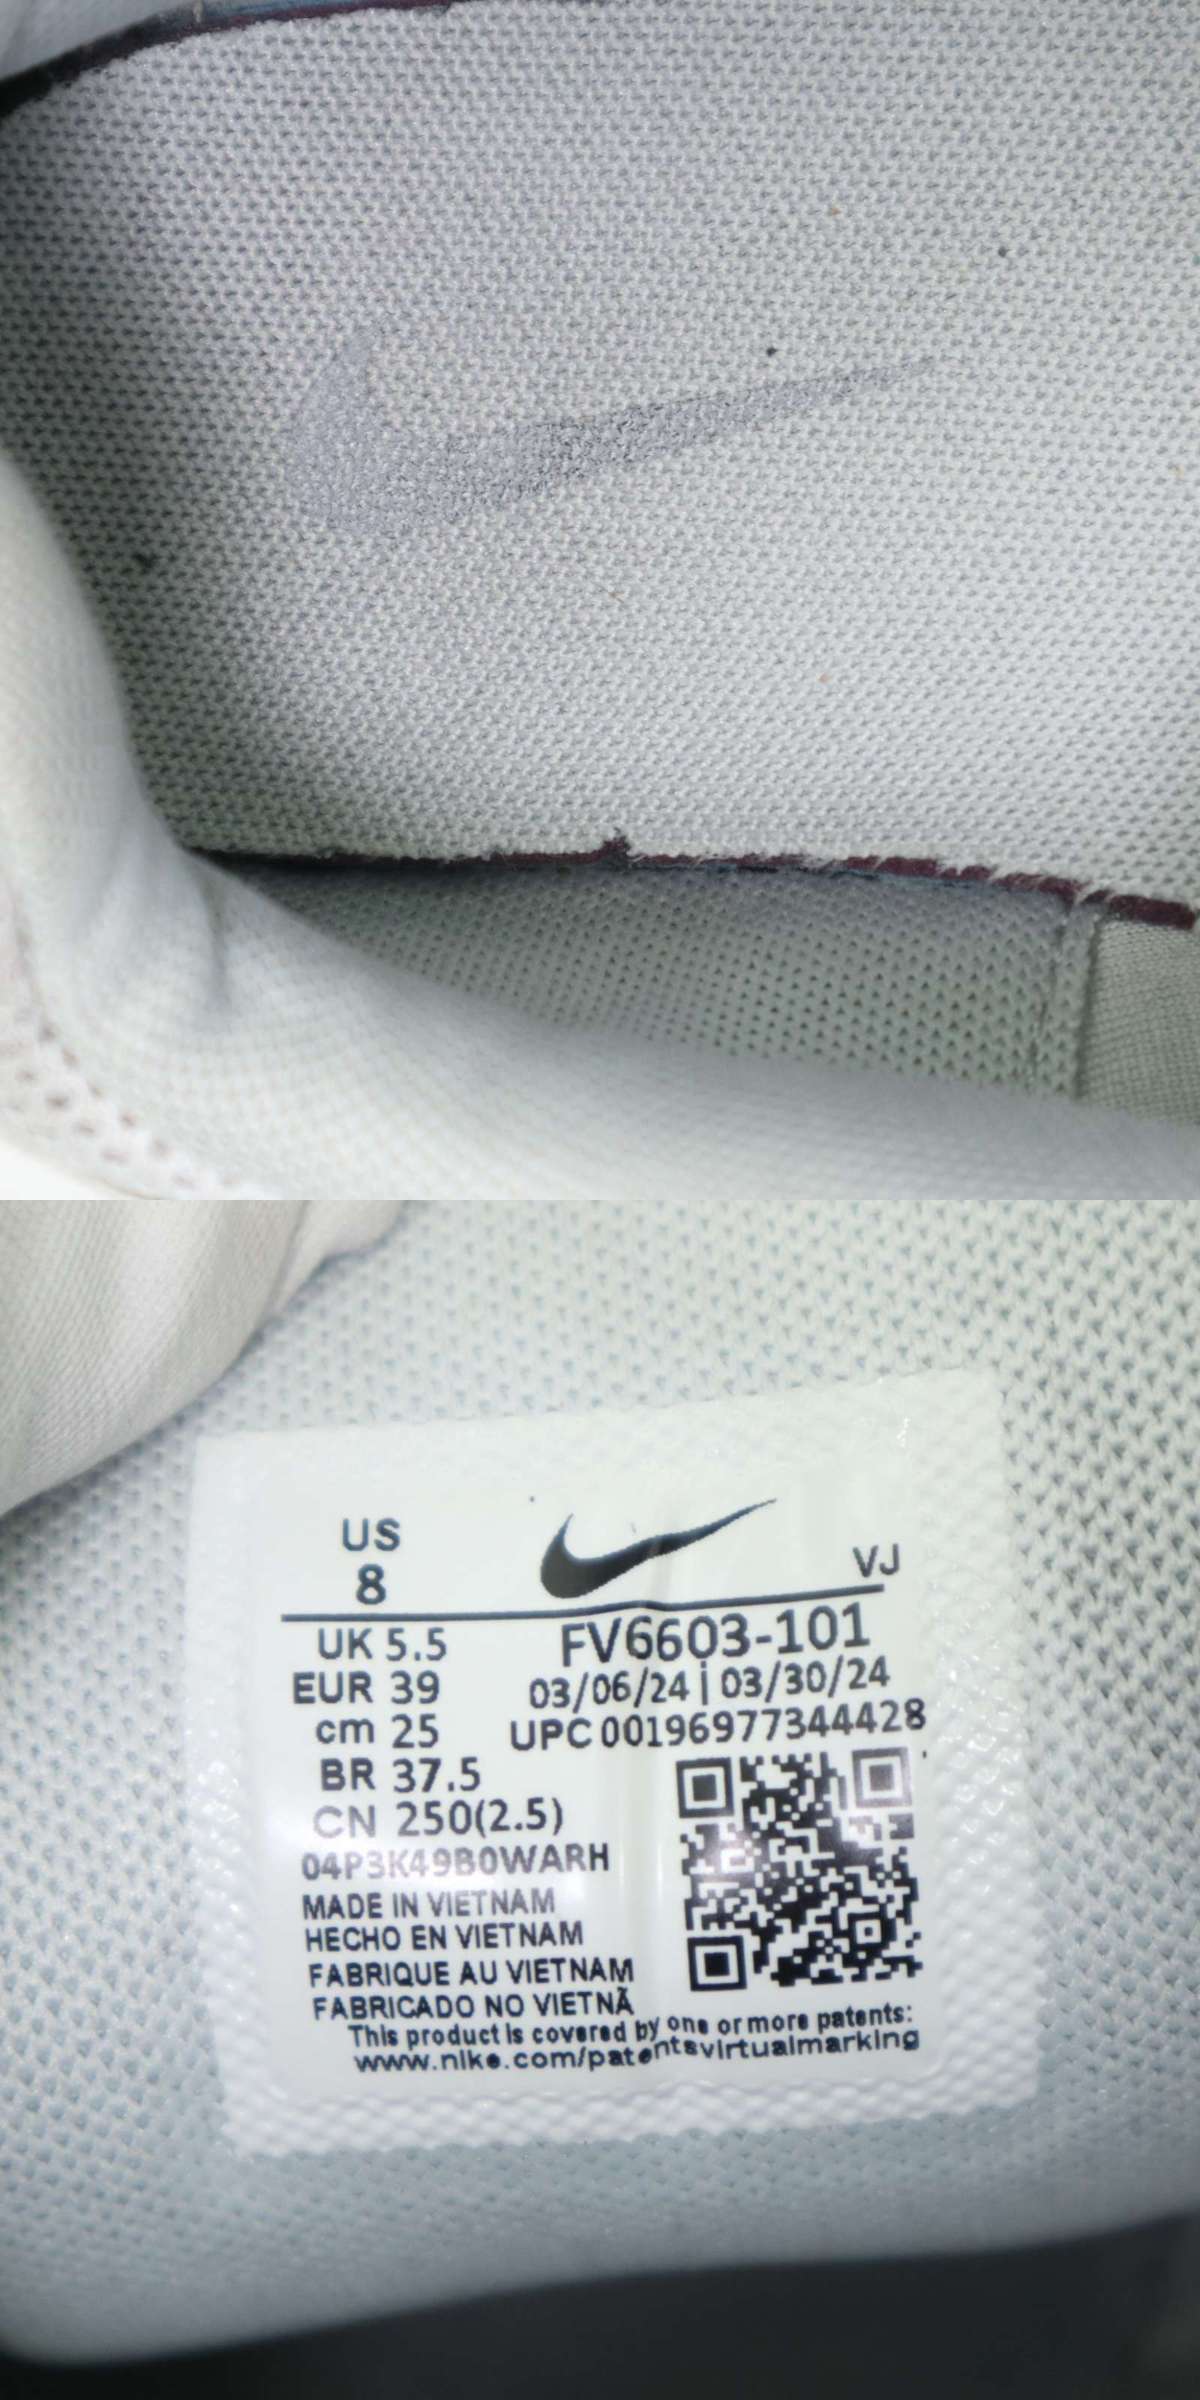 US
8
VJ
UK 5.5
FV6603-101
EUR 39
03/06/24 | 03/30/24
cm 25
UPC 00196977344428
BR 37.5
CN 250(2.5)
04P3K49B0WARH
MADE IN VIETNAM
HECHO EN VIETNAM
FABRIQUE AU VIETNAM
FABRICADO NO VIETNÃ
This product is covered by one or more patents:
www.nike.com/patentsvirtualmarking